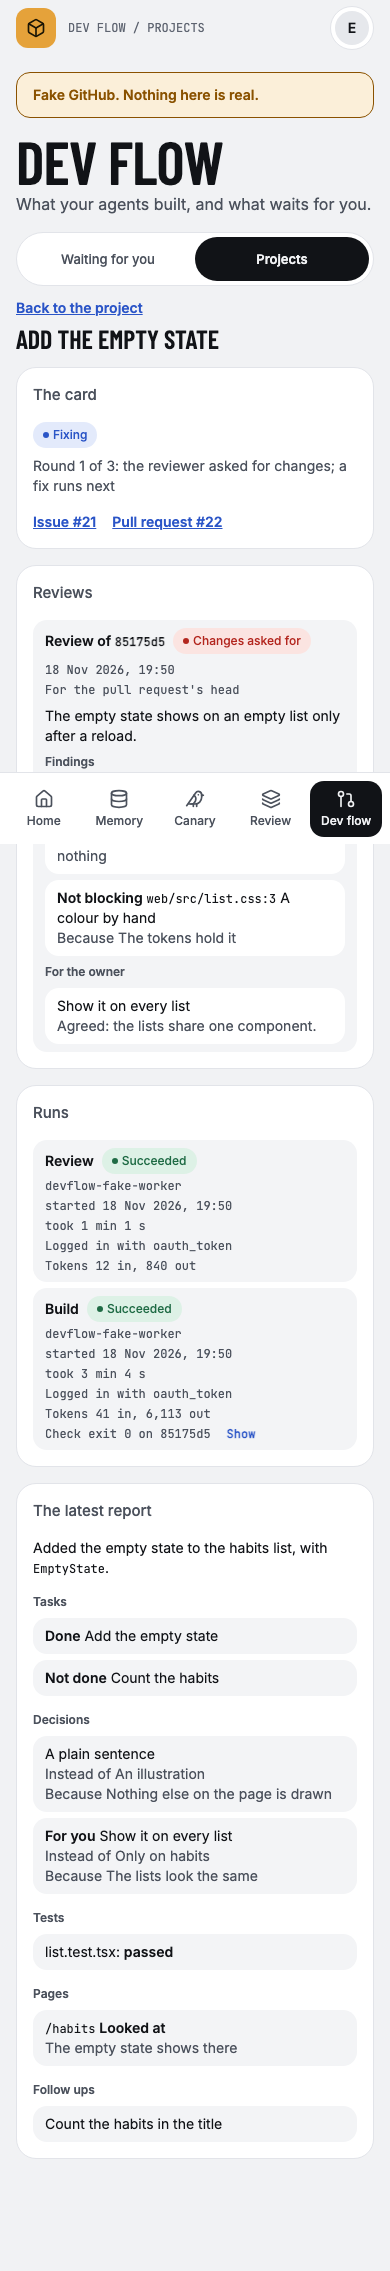 DEV FLOW / PROJECTS
E
Fake GitHub. Nothing here is real.
DEV FLOW
What your agents built, and what waits for you.
Waiting for you
Projects
Back to the project
ADD THE EMPTY STATE
The card
Fixing
Round 1 of 3: the reviewer asked for changes; a
fix runs next
Issue #21 Pull request #22
Reviews
Review of 85175d5 Changes asked for
18 Nov 2026, 19:50
For the pull request's head
The empty state shows on an empty list only
after a reload.
Findings
Home
Memory
Canary
Review
Dev flow
nothing
Not blocking web/src/list.css:3 A
colour by hand
Because The tokens hold it
For the owner
Show it on every list
Agreed: the lists share one component.
Runs
Review Succeeded
devflow-fake-worker
started 18 Nov 2026, 19:50
took 1 min 1 s
Logged in with oauth_token
Tokens 12 in, 840 out
Build Succeeded
devflow-fake-worker
started 18 Nov 2026, 19:50
took 3 min 4 s
Logged in with oauth_token
Tokens 41 in, 6,113 out
Check exit 0 on 85175d5 Show
The latest report
Added the empty state to the habits list, with
EmptyState.
Tasks
Done Add the empty state
Not done Count the habits
Decisions
A plain sentence
Instead of An illustration
Because Nothing else on the page is drawn
For you Show it on every list
Instead of Only on habits
Because The lists look the same
Tests
list.test.tsx: passed
Pages
/habits Looked at
The empty state shows there
Follow ups
Count the habits in the title